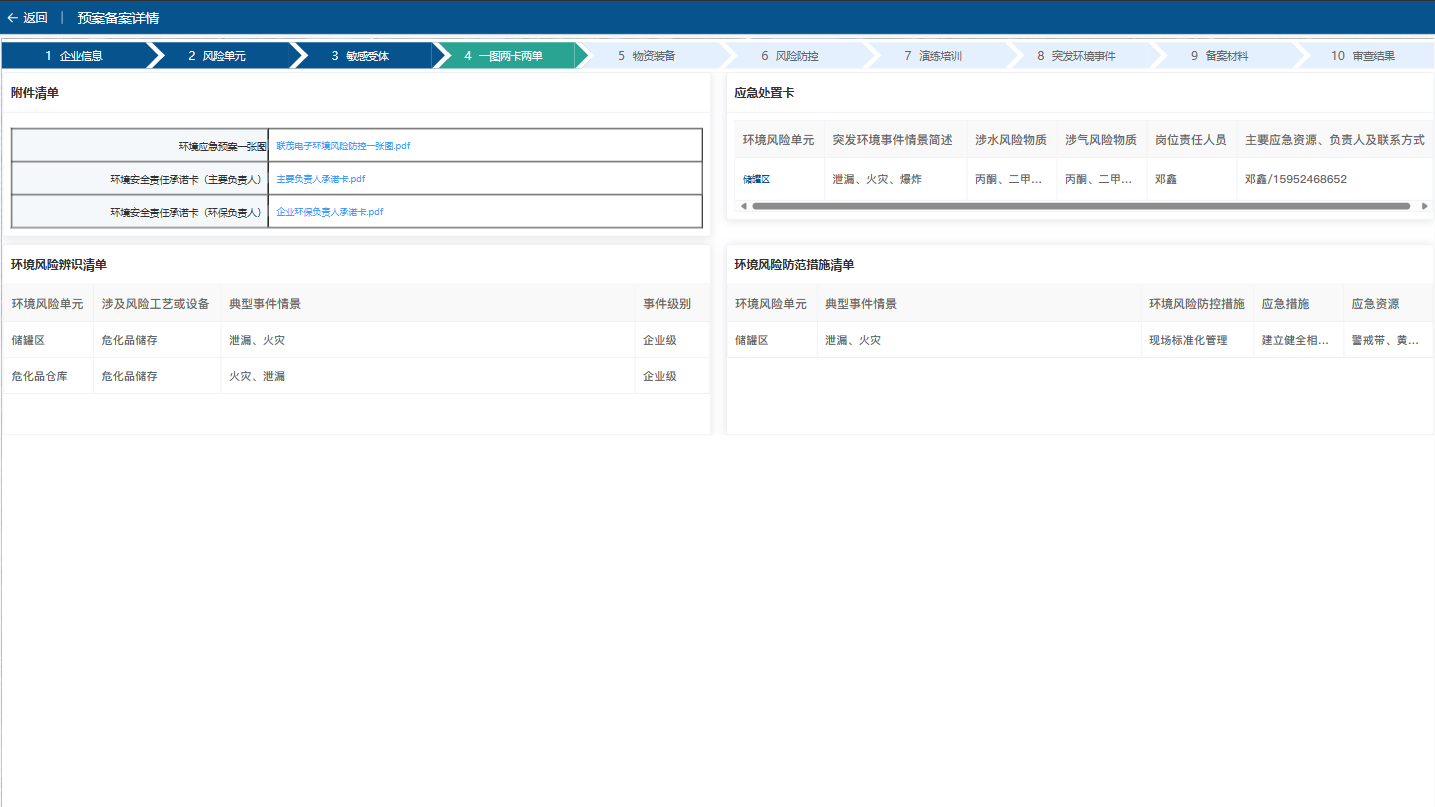 返回 | 预案备案详情
1 企业信息 2 风险单元 3 敏感受体 4 一图两卡两单 5 物资装备 6 风险防控 7 演练培训 8 突发环境事件 9 备案材料 10 审查结果
附件清单
环境应急预案一张图 联茂电子环境风险防控一张图.pdf
环境安全责任承诺卡（主要负责人） 主要负责人承诺卡.pdf
环境安全责任承诺卡（环保负责人） 企业环保负责人承诺卡.pdf
应急处置卡
环境风险单元 突发环境事件情景简述 涉水风险物质 涉气风险物质 岗位责任人员 主要应急资源、负责人及联系方式
储罐区 泄漏、火灾、爆炸 丙酮、二甲... 丙酮、二甲... 邓鑫 邓鑫/15952468652
环境风险辨识清单
环境风险单元 涉及风险工艺或设备 典型事件情景 事件级别
储罐区 危化品储存 泄漏、火灾 企业级
危化品仓库 危化品储存 火灾、泄漏 企业级
环境风险防范措施清单
环境风险单元 典型事件情景 环境风险防控措施 应急措施 应急资源
储罐区 泄漏、火灾 现场标准化管理 建立健全相... 警戒带、黄...